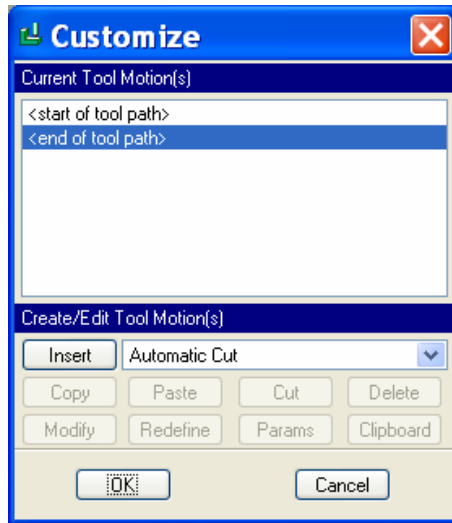 Customize
Current Tool Motion(s)
<start of tool path>
<end of tool path>
Create/Edit Tool Motion(s)
Insert Automatic Cut
Copy Paste Cut Delete
Modify Redefine Params Clipboard
OK Cancel